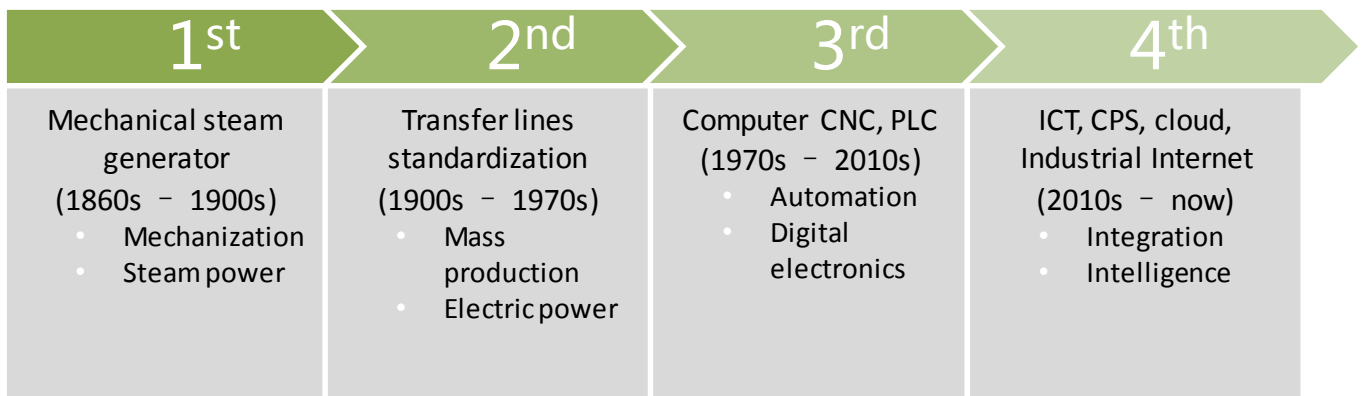 1st
2nd
3rd
4th
Mechanical steam
generator
(1860s – 1900s)
• Mechanization
• Steam power
Transfer lines
standardization
(1900s – 1970s)
• Mass
production
• Electric power
Computer CNC, PLC
(1970s – 2010s)
• Automation
• Digital
electronics
ICT, CPS, cloud,
Industrial Internet
(2010s – now)
• Integration
• Intelligence